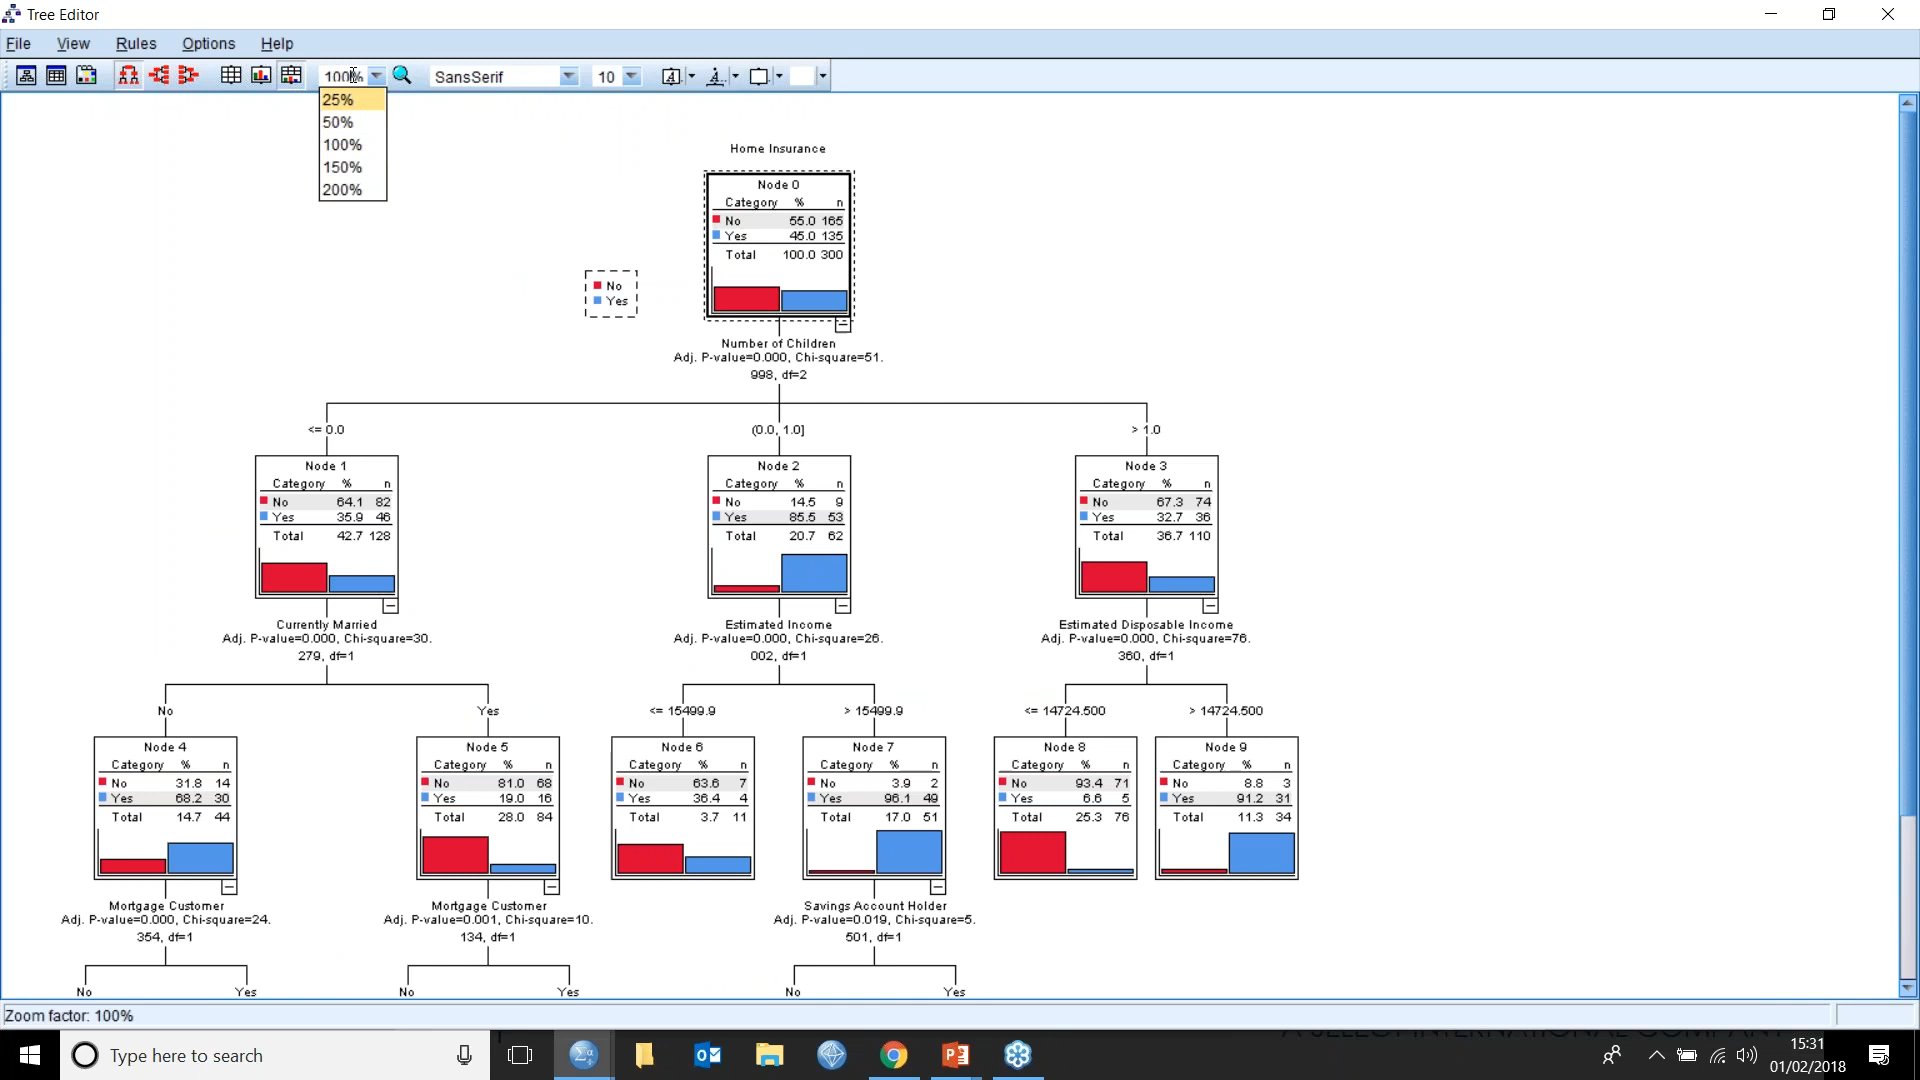 Tree Editor
File View Rules Options Help
100% SansSerif 10
25%
50%
100%
150%
200%
Home Insurance
Node 0
Category % n
No 55.0 165
Yes 45.0 135
Total 100.0 300
No
Yes
Number of Children
Adj. P-value=0.000, Chi-square=51.
998, df=2
<= 0.0 (0.0, 1.0] > 1.0
Node 1
Category % n
No 64.1 82
Yes 35.9 46
Total 42.7 128
Node 2
Category % n
No 14.5 9
Yes 85.5 53
Total 20.7 62
Node 3
Category % n
No 67.3 74
Yes 32.7 36
Total 36.7 110
Currently Married
Adj. P-value=0.000, Chi-square=30.
279, df=1
Estimated Income
Adj. P-value=0.000, Chi-square=26.
002, df=1
Estimated Disposable Income
Adj. P-value=0.000, Chi-square=76.
360, df=1
No Yes <= 15499.9 > 15499.9 <= 14724.500 > 14724.500
Node 4
Category % n
No 31.8 14
Yes 68.2 30
Total 14.7 44
Node 5
Category % n
No 81.0 68
Yes 19.0 16
Total 28.0 84
Node 6
Category % n
No 63.6 7
Yes 36.4 4
Total 3.7 11
Node 7
Category % n
No 3.9 2
Yes 96.1 49
Total 17.0 51
Node 8
Category % n
No 93.4 71
Yes 6.6 5
Total 25.3 76
Node 9
Category % n
No 8.8 3
Yes 91.2 31
Total 11.3 34
Mortgage Customer
Adj. P-value=0.000, Chi-square=24.
354, df=1
Mortgage Customer
Adj. P-value=0.001, Chi-square=10.
134, df=1
Savings Account Holder
Adj. P-value=0.019, Chi-square=5.
501, df=1
No Yes No Yes No Yes
Zoom factor: 100%
A SELECT INTERNATIONAL COMPANY
Type here to search
15:31
01/02/2018